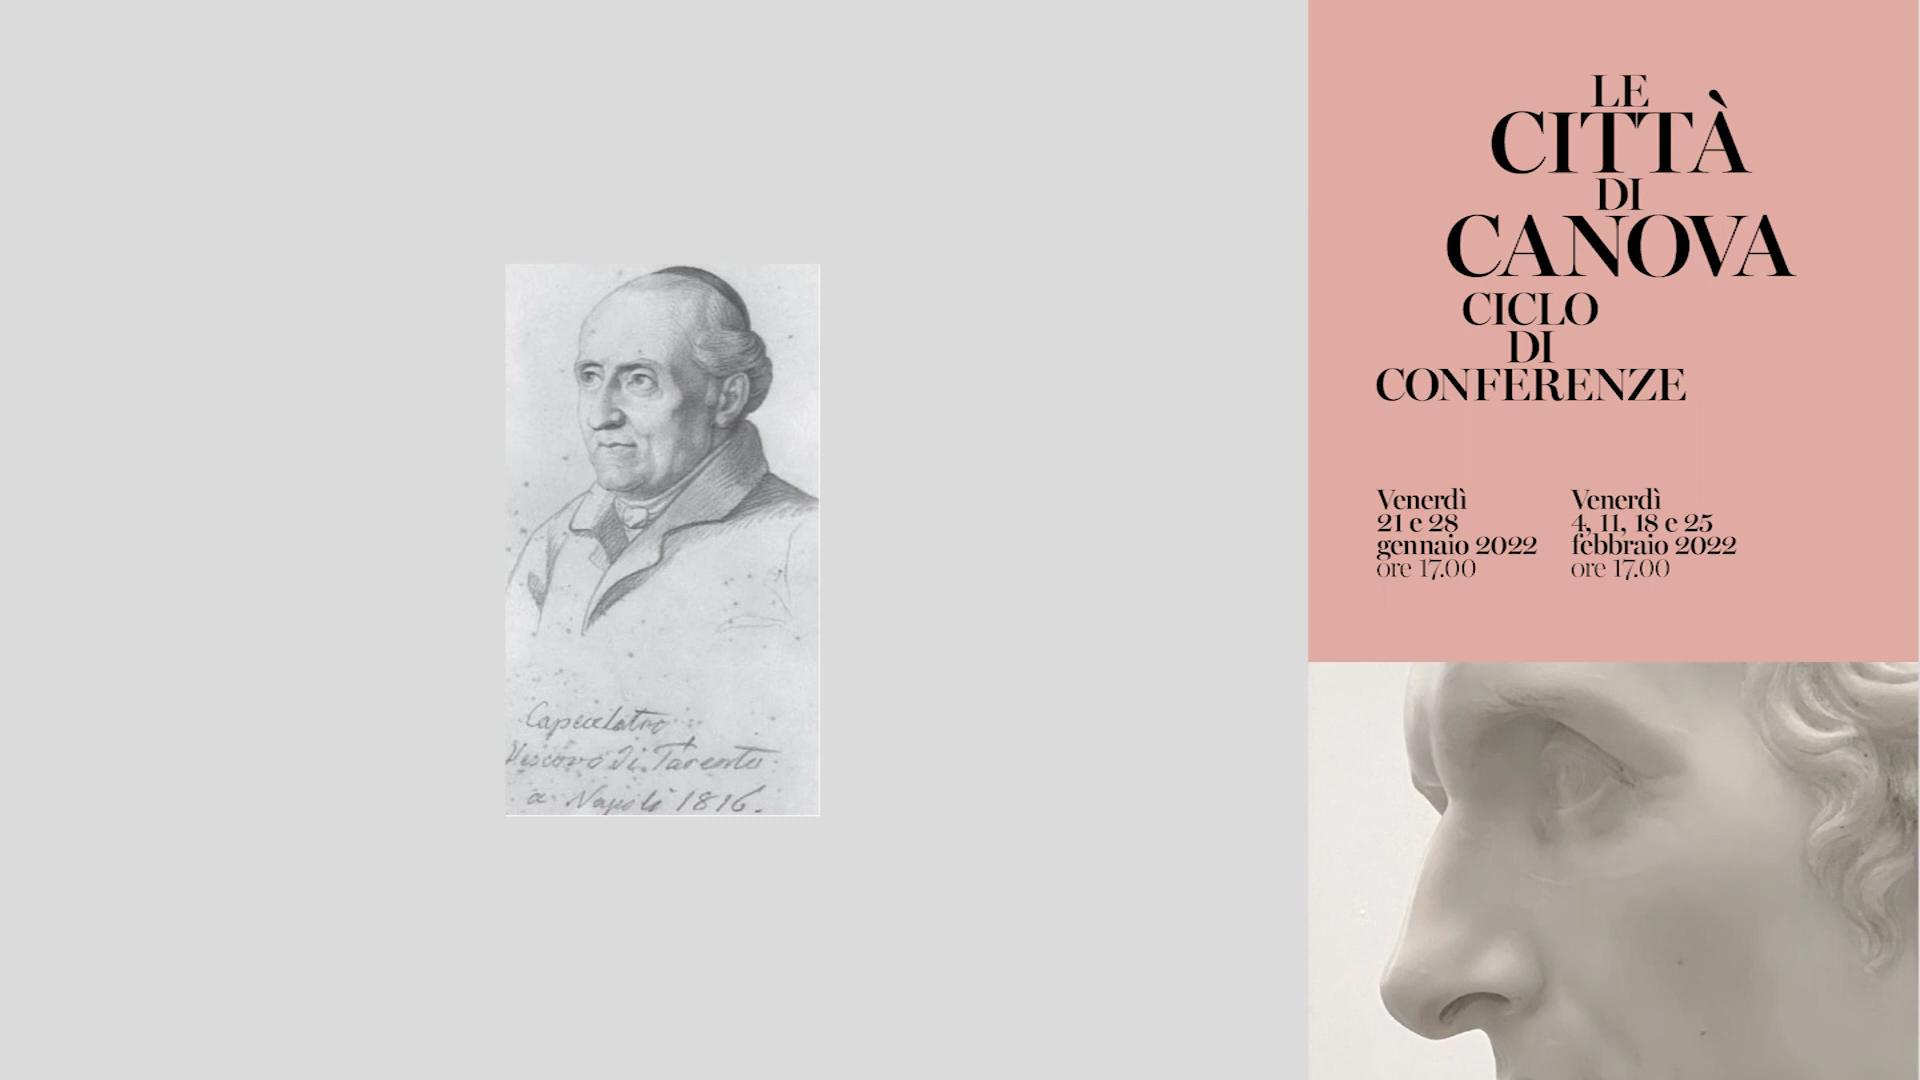 Capecelatro
Vescovo di Tarento
a Napoli 1816.
LE
CITTÀ
DI
CANOVA
CICLO
DI
CONFERENZE
Venerdì
21 e 28
gennaio 2022
ore 17.00
Venerdì
4, 11, 18 e 25
febbraio 2022
ore 17.00